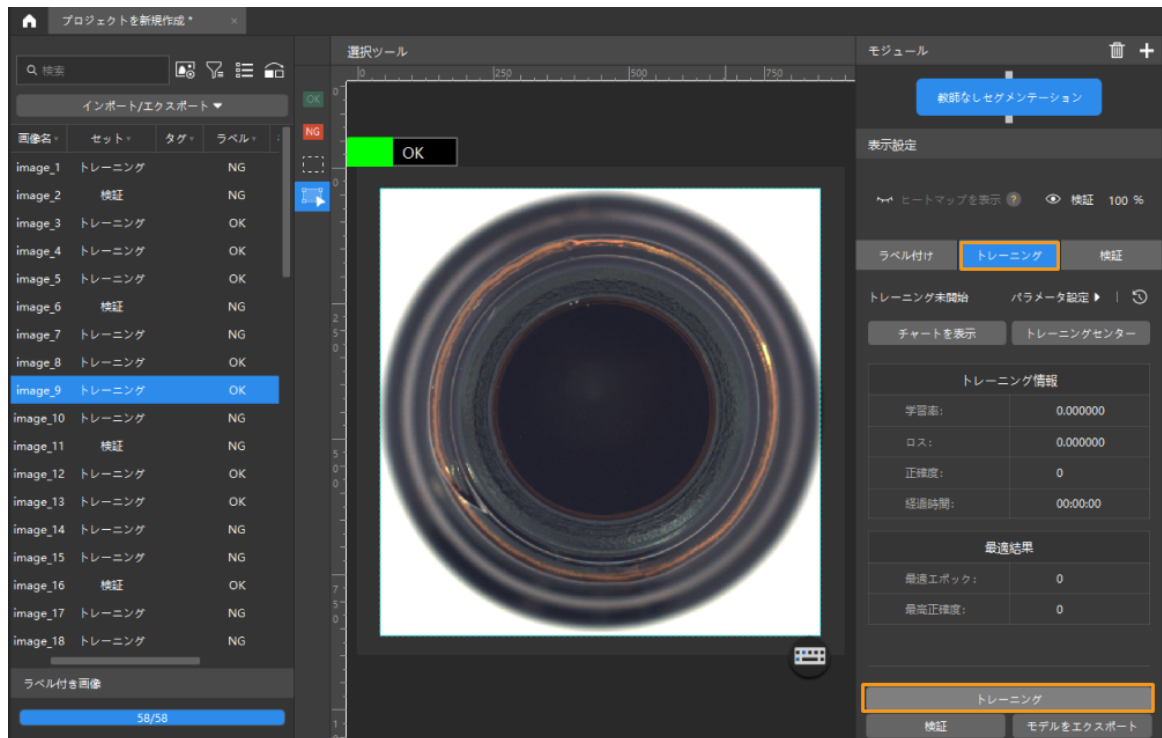 プロジェクトを新規作成 * ×
検索
インポート/エクスポート ▼
画像名 セット タグ ラベル
image_1 トレーニング NG
image_2 検証 NG
image_3 トレーニング OK
image_4 トレーニング OK
image_5 トレーニング OK
image_6 検証 NG
image_7 トレーニング NG
image_8 トレーニング OK
image_9 トレーニング OK
image_10 トレーニング NG
image_11 検証 NG
image_12 トレーニング OK
image_13 トレーニング OK
image_14 トレーニング NG
image_15 トレーニング NG
image_16 検証 OK
image_17 トレーニング NG
image_18 トレーニング NG
ラベル付き画像
58/58
OK
NG
選択ツール
0 250 500 750
0
0
250
500
750
1
OK
モジュール
教師なしセグメンテーション
表示設定
ヒートマップを表示 ? 検証 100 %
ラベル付け トレーニング 検証
トレーニング未開始 パラメータ設定
チャートを表示 トレーニングセンター
トレーニング情報
学習率: 0.000000
ロス: 0.000000
正確度: 0
経過時間: 00:00:00
最適結果
最適エポック: 0
最高正確度: 0
トレーニング
検証 モデルをエクスポート